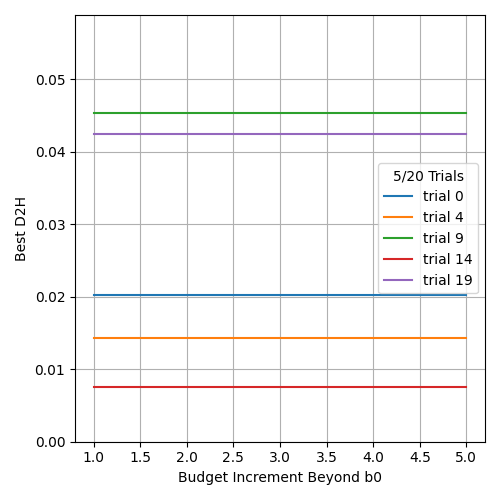 0.05
0.04
0.03
0.02
0.01
0.00
Best D2H
5/20 Trials
trial 0
trial 4
trial 9
trial 14
trial 19
1.0 1.5 2.0 2.5 3.0 3.5 4.0 4.5 5.0
Budget Increment Beyond b0